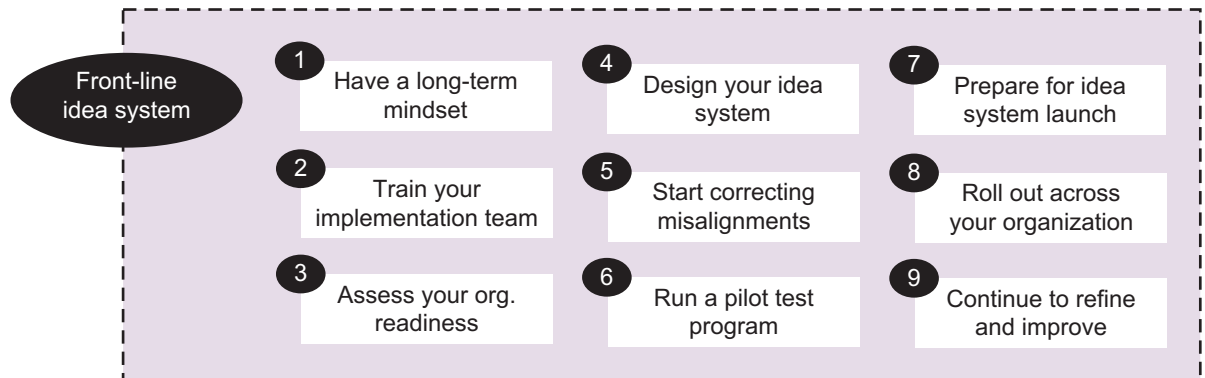 Front-line
idea system
1
Have a long-term
mindset
2
Train your
implementation team
3
Assess your org.
readiness
4
Design your idea
system
5
Start correcting
misalignments
6
Run a pilot test
program
7
Prepare for idea
system launch
8
Roll out across
your organization
9
Continue to refine
and improve